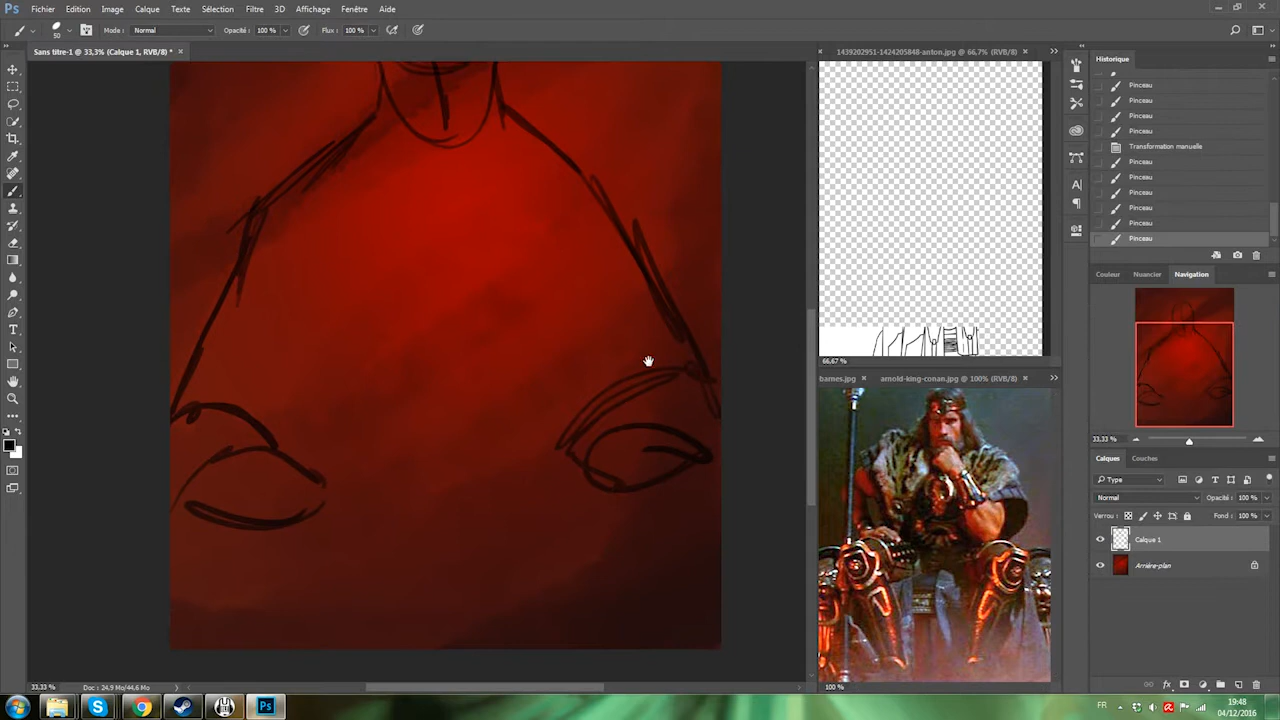 Ps Fichier Edition Image Calque Texte Sélection Filtre 3D Affichage Fenêtre Aide
50 Mode : Normal Opacité : 100 % Flux : 100 %
Sans titre-1 @ 33,3% (Calque 1, RVB/8) * ×
1439202951-1424205848-anton.jpg @ 66,7% (RVB/8) ×
Historique
Pinceau
Pinceau
Pinceau
Pinceau
Transformation manuelle
Pinceau
Pinceau
Pinceau
Pinceau
Pinceau
Pinceau
Couleur Nuancier Navigation
66,67 %
barnes.jpg × arnold-king-conan.jpg @ 100% (RVB/8) ×
33,33 %
Calques Couches
Type
Normal Opacité : 100 %
Verrou : Fond : 100 %
Calque 1
Arrière-plan
100 %
33,33 % Doc : 24,9 Mo/44,6 Mo
FR 19:48
04/12/2016